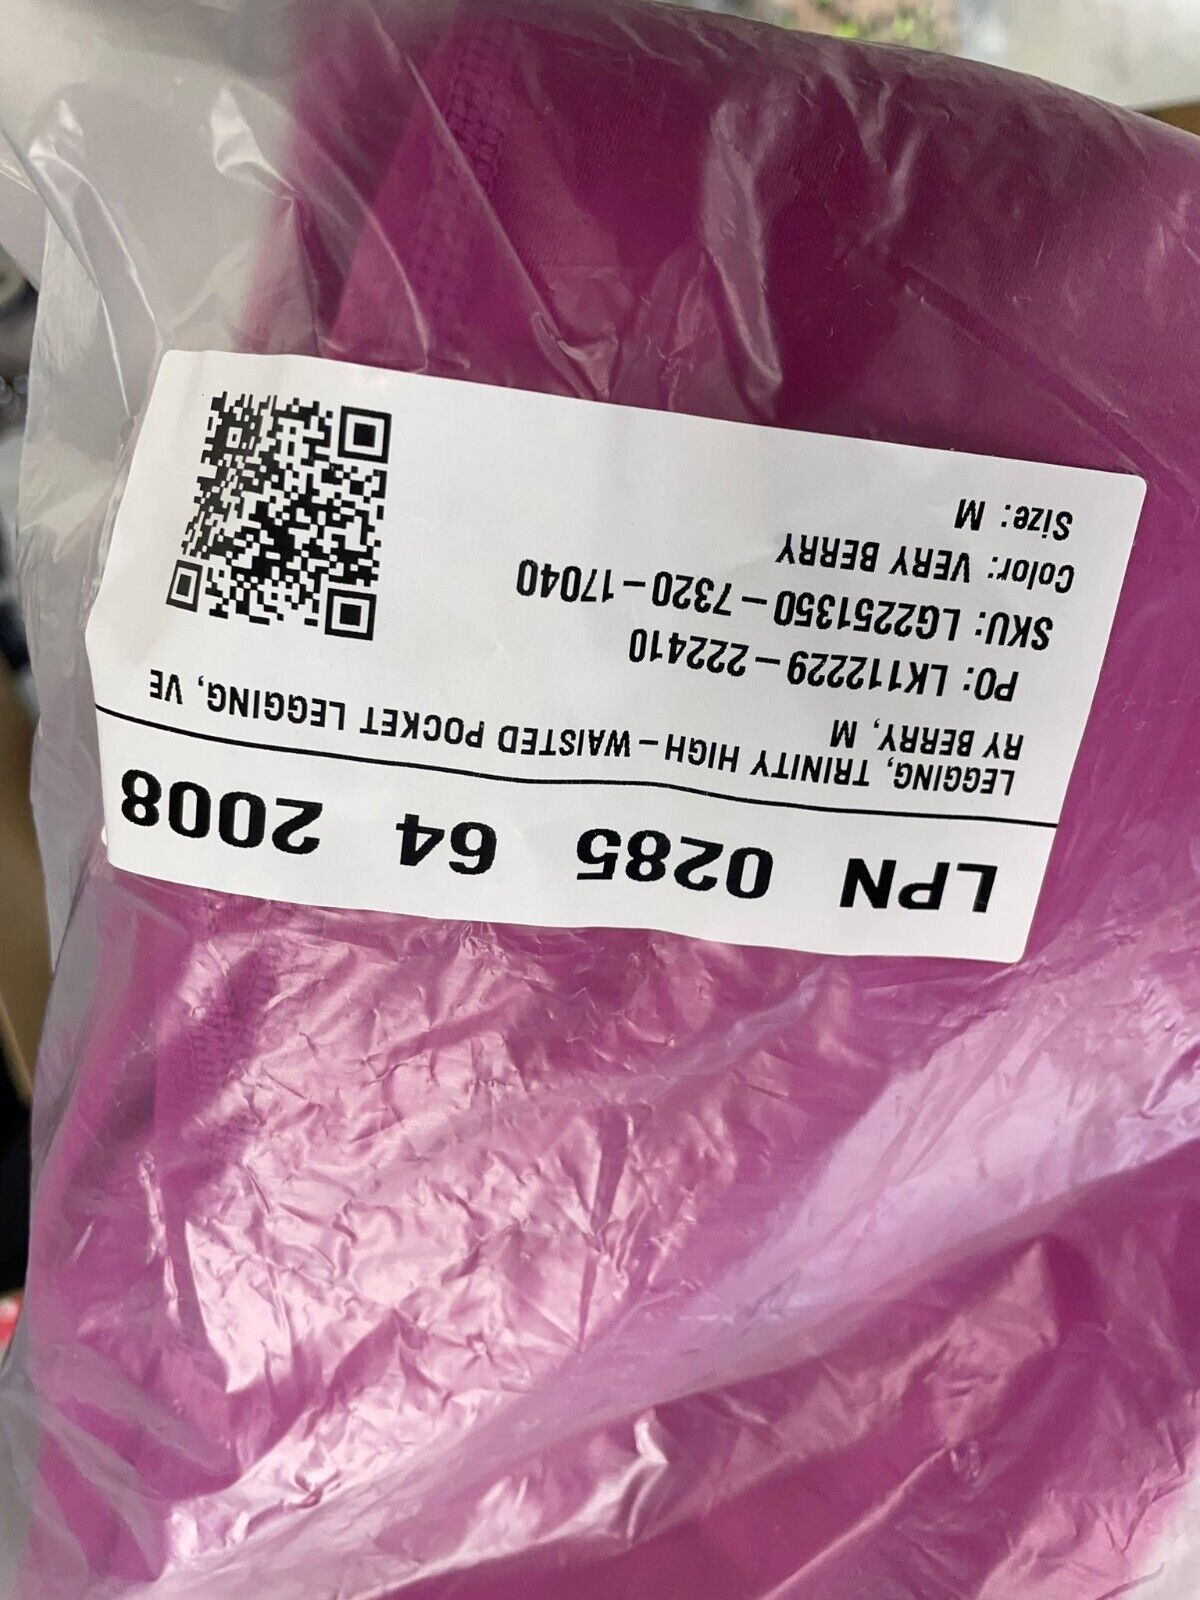 LPN 0285 64 2008
LEGGING, TRINITY HIGH-WAISTED POCKET LEGGING, VE
RY BERRY, M
PO: LK112229-222410
SKU: LG2251350-7320-17040
Color: VERY BERRY
Size: M